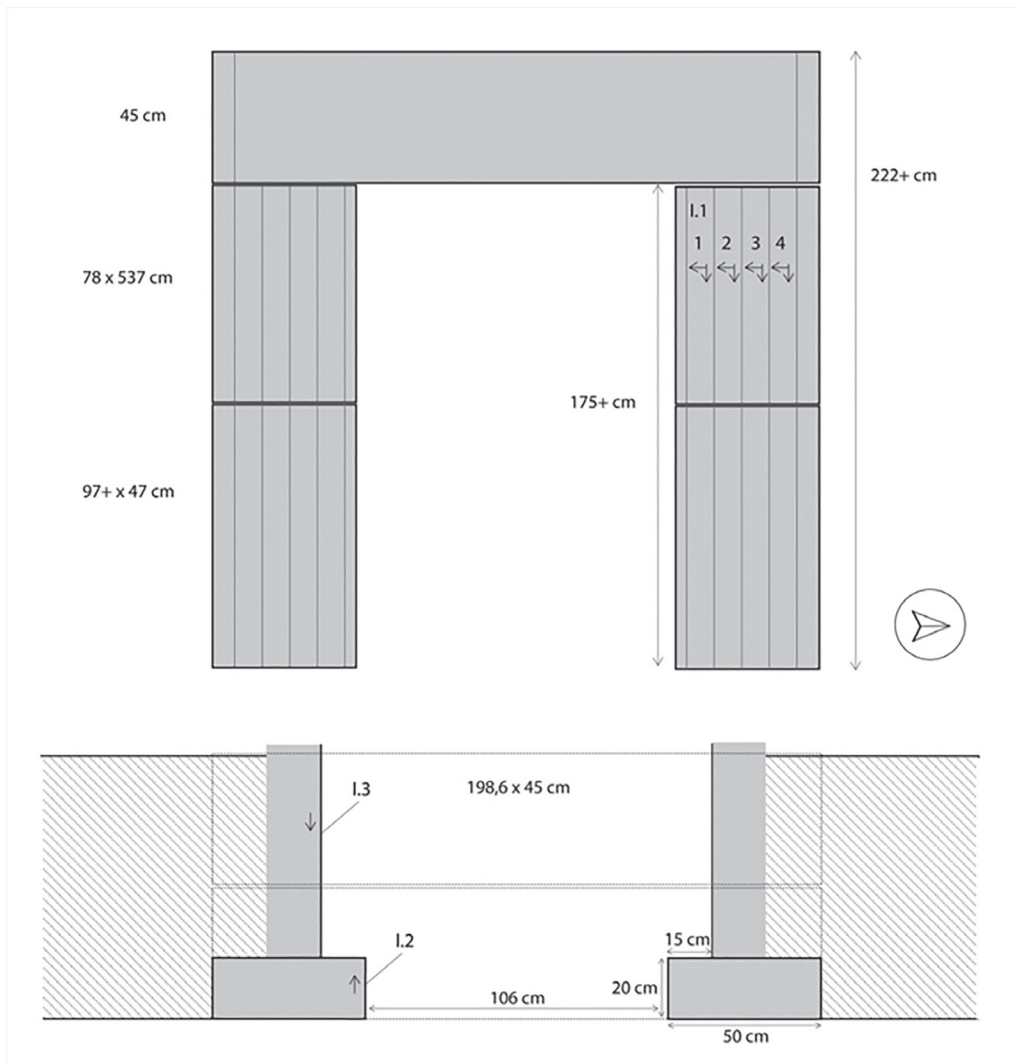 45 cm
222+ cm
I.1
1 2 3 4
78 x 537 cm
175+ cm
97+ x 47 cm
I.3
198,6 x 45 cm
I.2
15 cm
20 cm
106 cm
50 cm